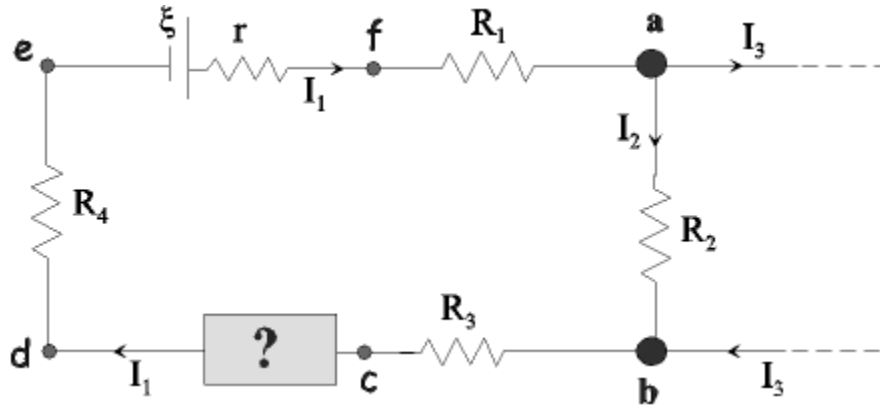 ξ
r
f
R₁
a
I₃
e
I₁
I₂
R₄
R₂
R₃
?
d
I₁
c
b
I₃